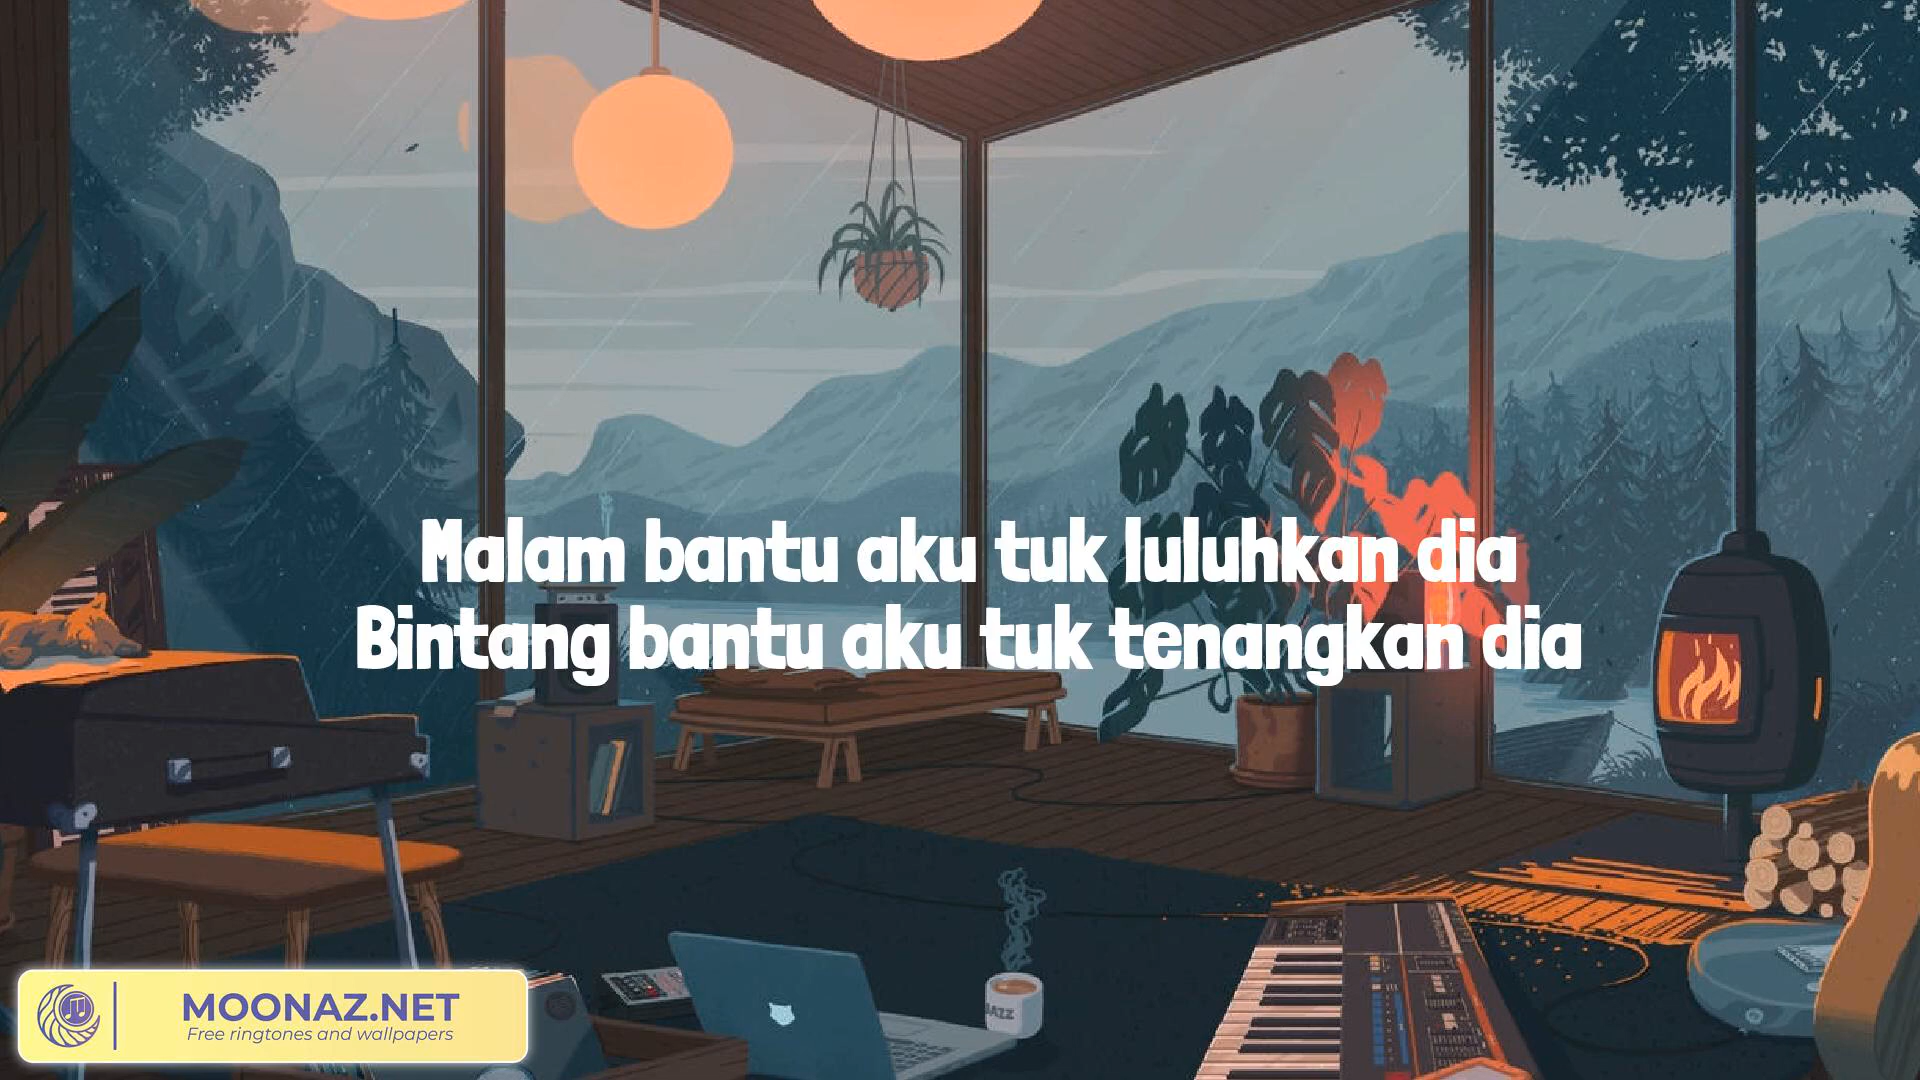 Malam bantu aku tuk luluhkan dia
Bintang bantu aku tuk tenangkan dia
MOONAZ.NET
Free ringtones and wallpapers